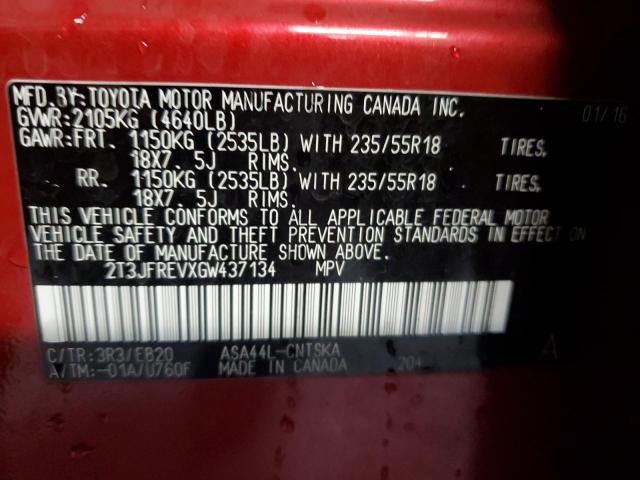 MFD.BY:TOYOTA MOTOR MANUFACTURING CANADA INC. 01/16
GVWR:2105KG (4640LB)
GAWR:FRT. 1150KG (2535LB) WITH 235/55R18 TIRES,
18X7.5J RIMS.
RR. 1150KG (2535LB) WITH 235/55R18 TIRES,
18X7.5J RIMS.
THIS VEHICLE CONFORMS TO ALL APPLICABLE FEDERAL MOTOR
VEHICLE SAFETY AND THEFT PREVENTION STANDARDS IN EFFECT ON
THE DATE OF MANUFACTURE SHOWN ABOVE.
2T3JFREVXGW437134 MPV
C/TR:3R3/EB20 ASA44L-CNTSKA A
A/TM:-01A/U760F MADE IN CANADA 204